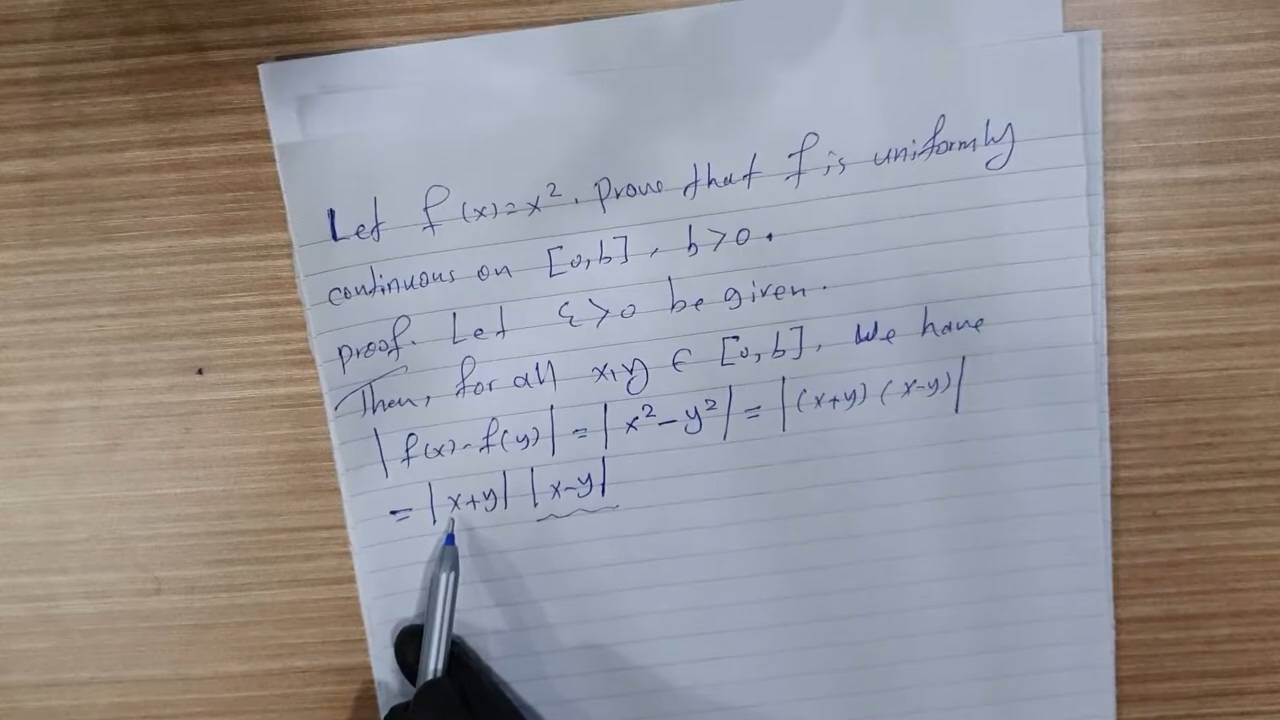 Let f(x)=x². Prove that f is uniformly
continuous on [0,b], b>0.
proof. Let ε>0 be given.
Then, for all x,y ∈ [0,b], We have
|f(x)-f(y)| = |x²-y²| = |(x+y)(x-y)|
= |x+y| |x-y|